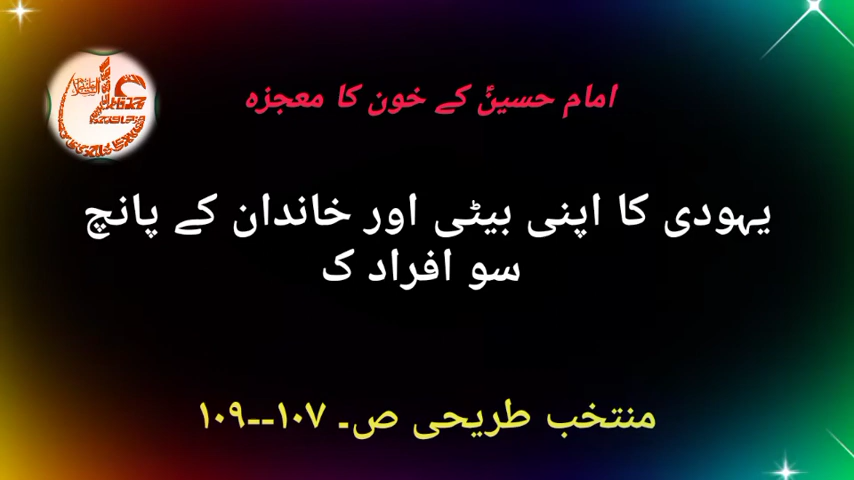 امام حسینؑ کے خون کا معجزہ
یہودی کا اپنی بیٹی اور خاندان کے پانچ
سو افراد ک
منتخب طریحی ص۔ ۱۰۷--۱۰۹